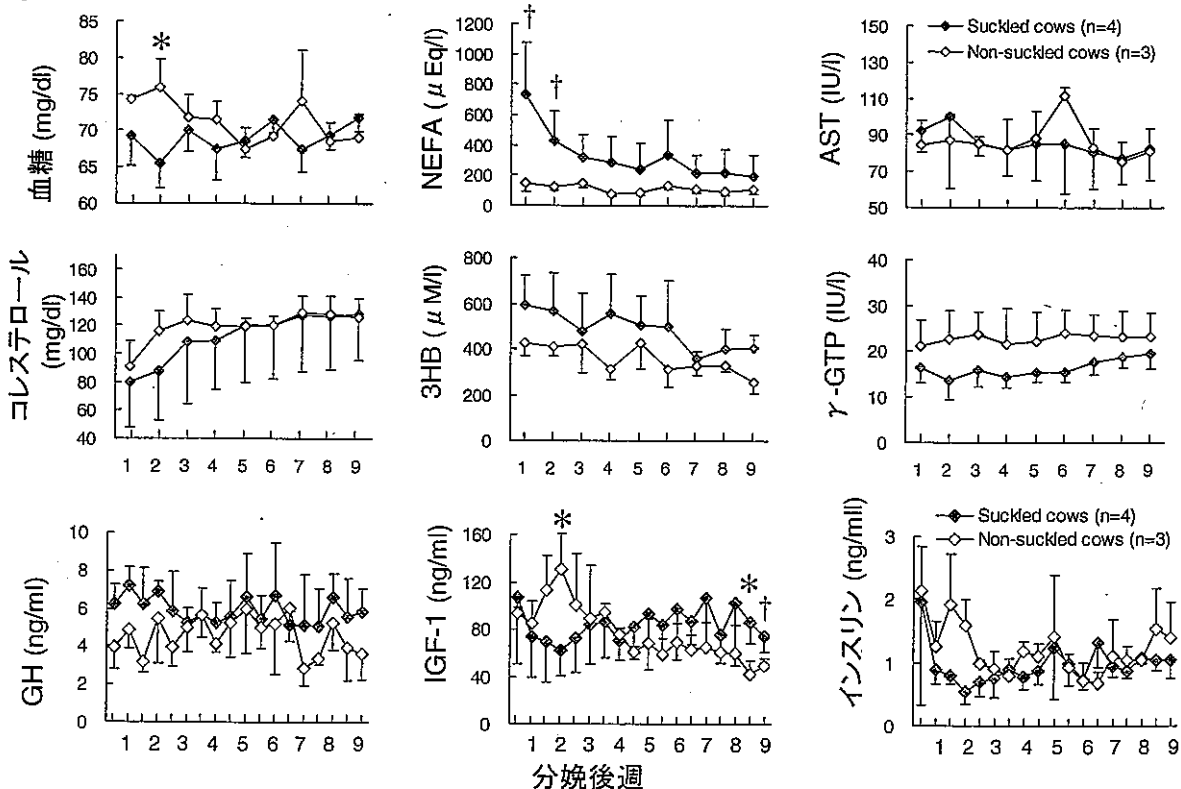 血糖 (mg/dl)
85
80
75
70
65
60
*
NEFA ( μ Eq/l )
1200
1000
800
600
400
200
0
†
†
AST (IU/l)
150
130
110
90
70
50
Suckled cows (n=4)
Non-suckled cows (n=3)
コレステロール
(mg/dl)
160
140
120
100
80
60
40
1 2 3 4 5 6 7 8 9
3HB ( μ M/l )
800
600
400
200
0
1 2 3 4 5 6 7 8 9
γ -GTP (IU/l)
40
30
20
10
0
1 2 3 4 5 6 7 8 9
GH (ng/ml)
10
8
6
4
2
0
1 2 3 4 5 6 7 8 9
IGF-1 (ng/ml)
160
120
80
40
0
*
*
†
1 2 3 4 5 6 7 8 9
インスリン (ng/ml)
3
2
1
0
Suckled cows (n=4)
Non-suckled cows (n=3)
1 2 3 4 5 6 7 8 9
分娩後週